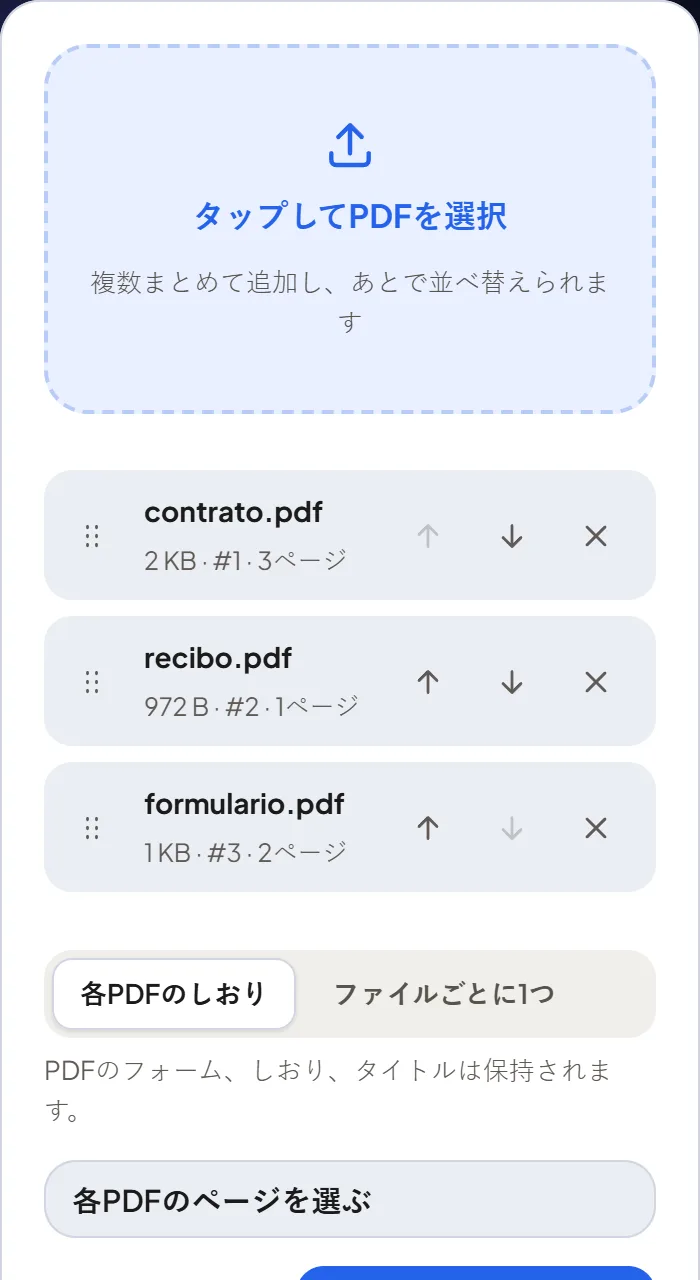 タップしてPDFを選択
複数まとめて追加し、あとで並べ替えられま
す
contrato.pdf
2 KB · #1 · 3ページ
recibo.pdf
972 B · #2 · 1ページ
formulario.pdf
1 KB · #3 · 2ページ
各PDFのしおり
ファイルごとに1つ
PDFのフォーム、しおり、タイトルは保持されま
す。
各PDFのページを選ぶ